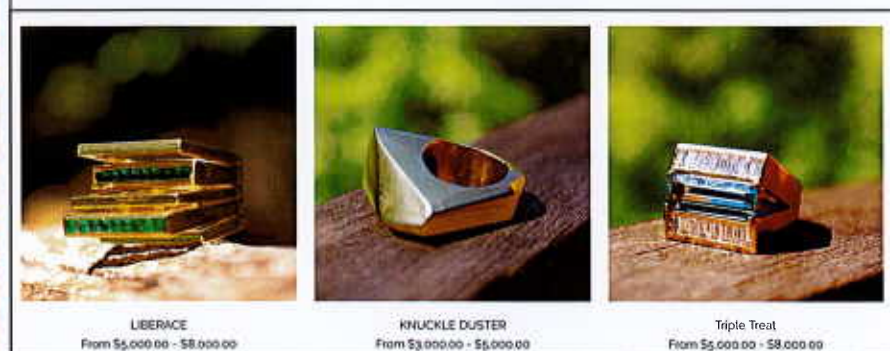 LIBERACE
From $5,000.00 - $8,000.00
KNUCKLE DUSTER
From $3,000.00 - $5,000.00
Triple Treat
From $5,000.00 - $8,000.00